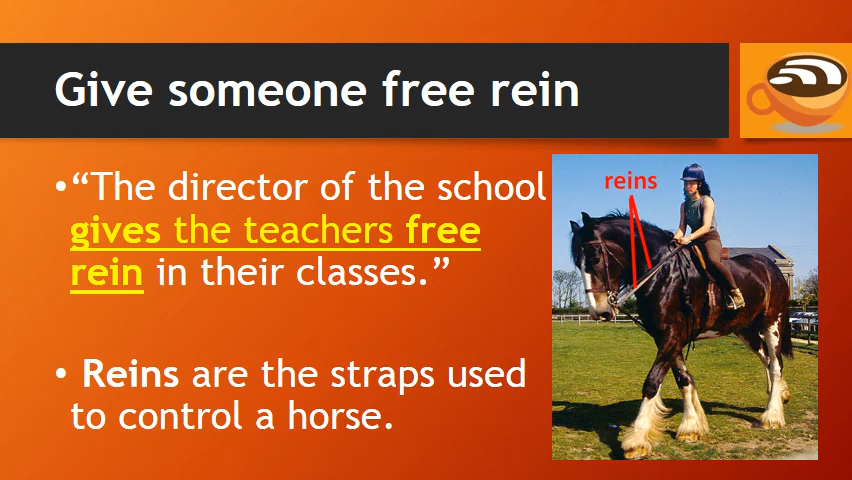 Give someone free rein
•“The director of the school
gives the teachers free
rein in their classes.”
• Reins are the straps used
to control a horse.
reins